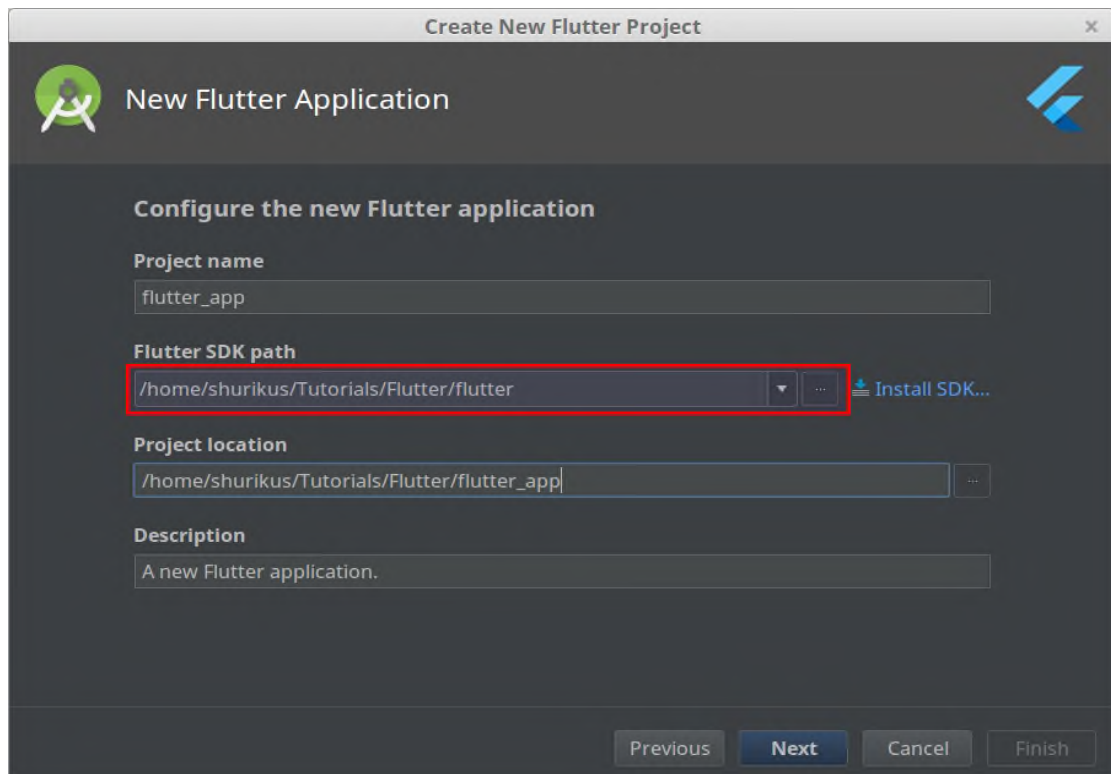 Create New Flutter Project
New Flutter Application
Configure the new Flutter application
Project name
flutter_app
Flutter SDK path
/home/shurikus/Tutorials/Flutter/flutter
... Install SDK...
Project location
/home/shurikus/Tutorials/Flutter/flutter_app
...
Description
A new Flutter application.
Previous Next Cancel Finish